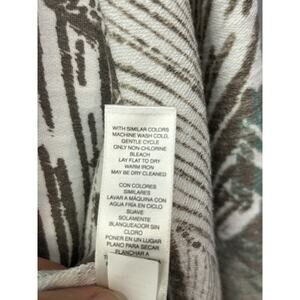 WITH SIMILAR COLORS
MACHINE WASH COLD,
GENTLE CYCLE
ONLY NON-CHLORINE
BLEACH
LAY FLAT TO DRY
WARM IRON
MAY BE DRY CLEANED
CON COLORES
SIMILARES
LAVAR A MÁQUINA CON
AGUA FRÍA EN CICLO
SUAVE
SOLAMENTE
BLANQUEADOR SIN
CLORO
PONER EN UN LUGAR
PLANO PARA SECAR
PLANCHAR A